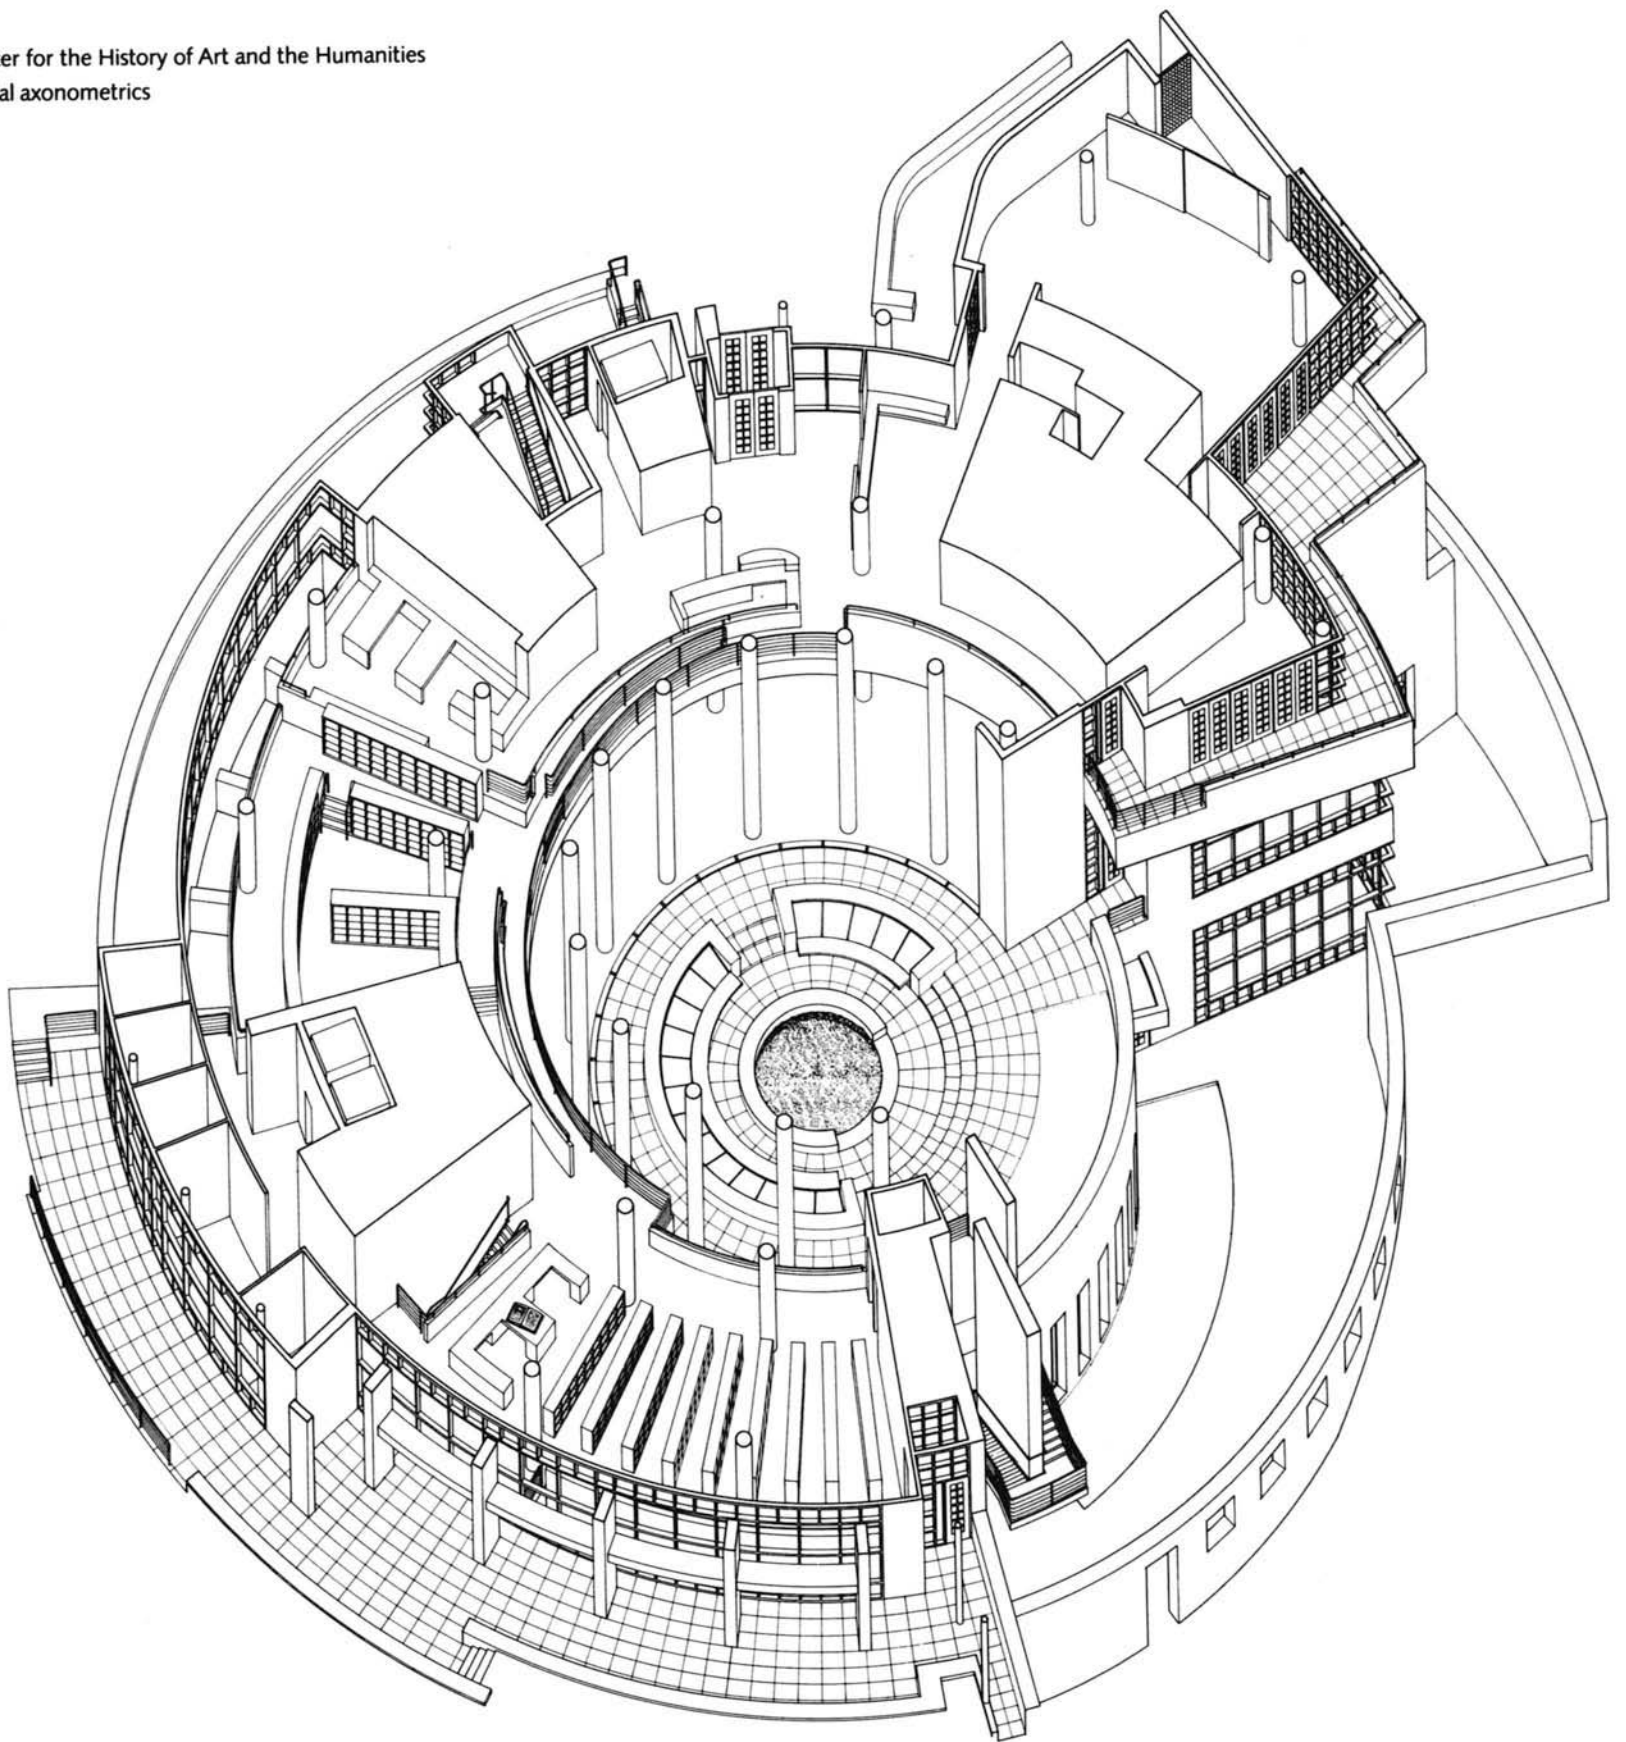 er for the History of Art and the Humanities
al axonometrics